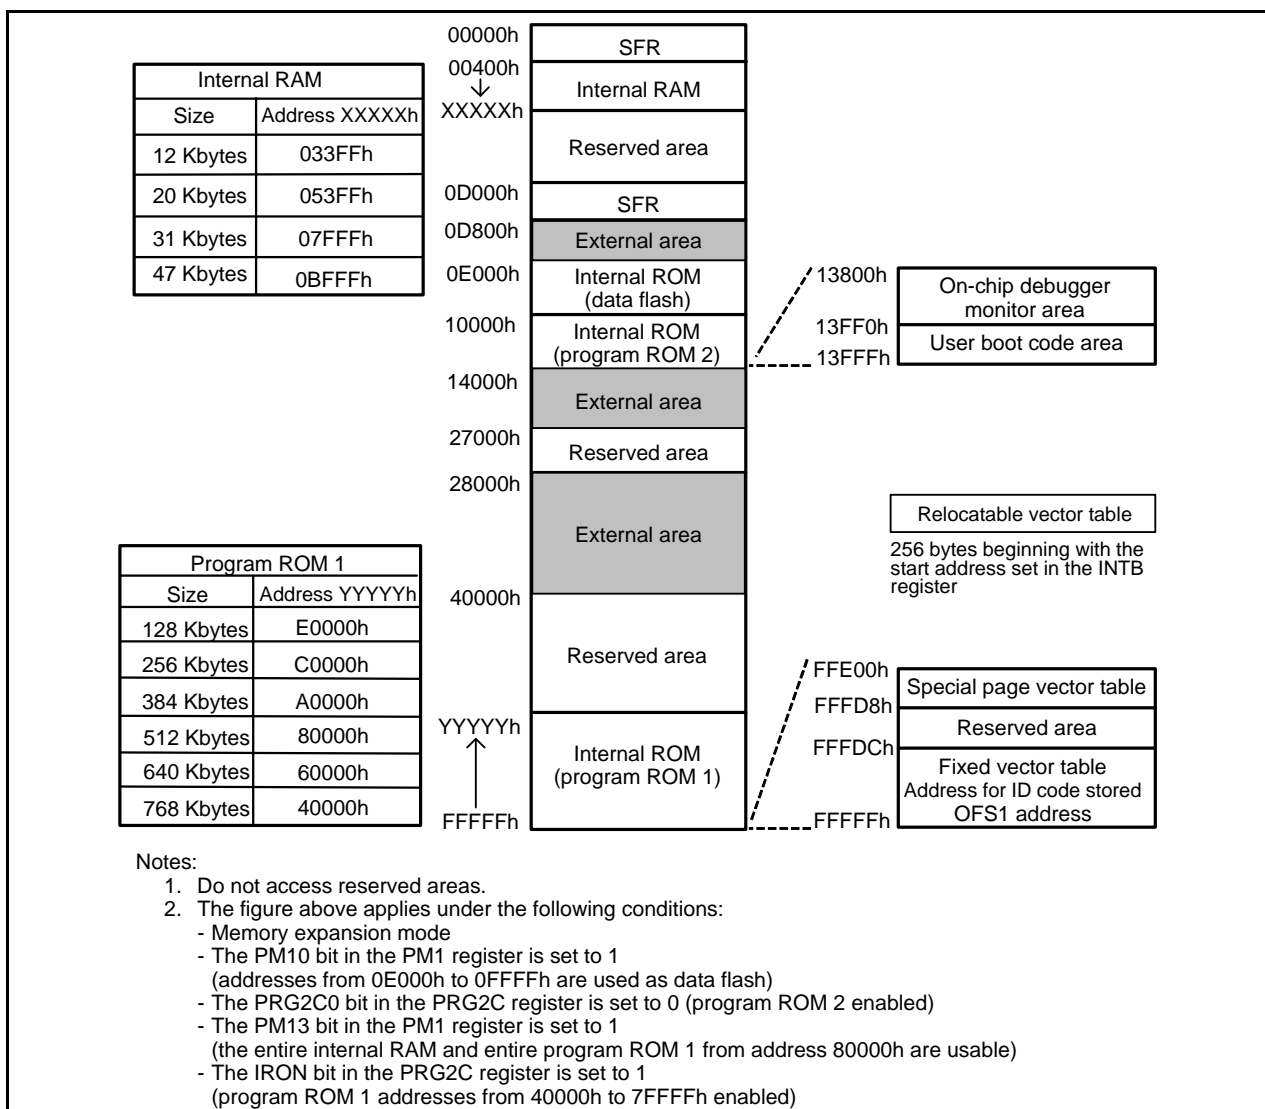 Internal RAM
Size Address XXXXXh
12 Kbytes 033FFh
20 Kbytes 053FFh
31 Kbytes 07FFFh
47 Kbytes 0BFFFh
Program ROM 1
Size Address YYYYYh
128 Kbytes E0000h
256 Kbytes C0000h
384 Kbytes A0000h
512 Kbytes 80000h
640 Kbytes 60000h
768 Kbytes 40000h
00000h
SFR
00400h
Internal RAM
XXXXXh
Reserved area
0D000h
SFR
0D800h
External area
0E000h
Internal ROM
(data flash)
10000h
Internal ROM
(program ROM 2)
14000h
External area
27000h
Reserved area
28000h
External area
40000h
Reserved area
YYYYYh
Internal ROM
(program ROM 1)
FFFFFh
13800h
On-chip debugger
monitor area
13FF0h
User boot code area
13FFFh
Relocatable vector table
256 bytes beginning with the
start address set in the INTB
register
FFE00h
Special page vector table
FFFD8h
Reserved area
FFFDCh
Fixed vector table
Address for ID code stored
OFS1 address
FFFFFh
Notes:
1. Do not access reserved areas.
2. The figure above applies under the following conditions:
- Memory expansion mode
- The PM10 bit in the PM1 register is set to 1
(addresses from 0E000h to 0FFFFh are used as data flash)
- The PRG2C0 bit in the PRG2C register is set to 0 (program ROM 2 enabled)
- The PM13 bit in the PM1 register is set to 1
(the entire internal RAM and entire program ROM 1 from address 80000h are usable)
- The IRON bit in the PRG2C register is set to 1
(program ROM 1 addresses from 40000h to 7FFFFh enabled)